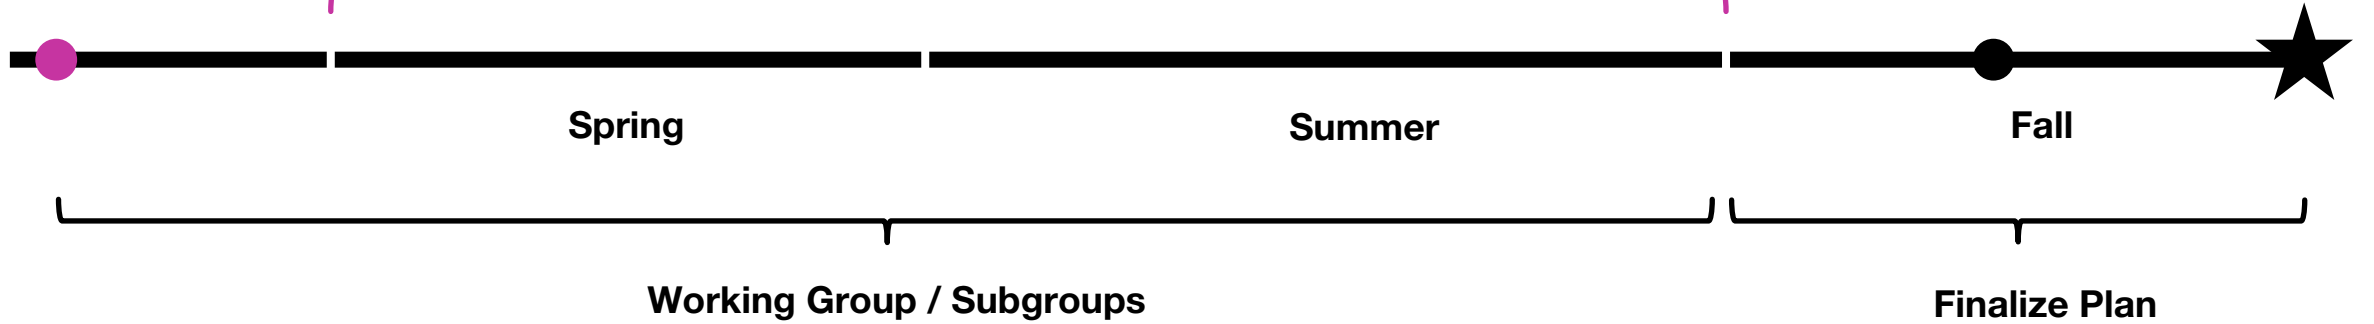 Spring
Summer
Fall
Working Group / Subgroups
Finalize Plan